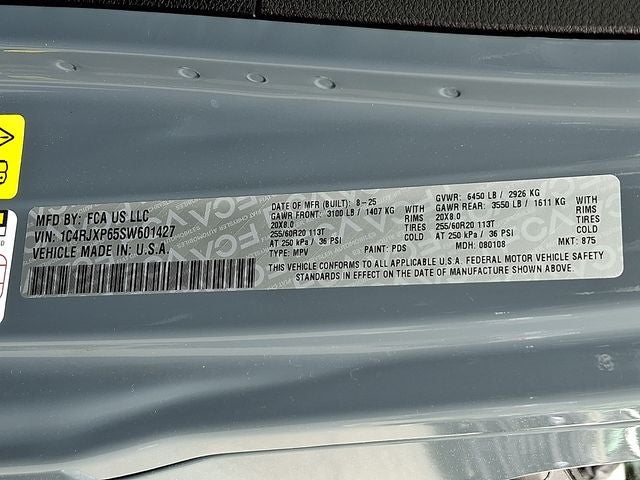 MFD BY: FCA US LLC
VIN: 1C4RJXP65SW601427
VEHICLE MADE IN: U.S.A.
DATE OF MFR (BUILT): 8-25
GVWR: 6450 LB / 2926 KG
GAWR FRONT: 3100 LB / 1407 KG WITH
GAWR REAR: 3550 LB / 1611 KG WITH
20X8.0 RIMS
20X8.0 RIMS
255/60R20 113T TIRES
255/60R20 113T TIRES
AT 250 kPa / 36 PSI COLD
AT 250 kPa / 36 PSI COLD
TYPE: MPV PAINT: PDS MDH: 080108 MKT: 875
THIS VEHICLE CONFORMS TO ALL APPLICABLE U.S.A. FEDERAL MOTOR VEHICLE SAFETY
STANDARDS IN EFFECT ON THE DATE OF MANUFACTURE SHOWN ABOVE.